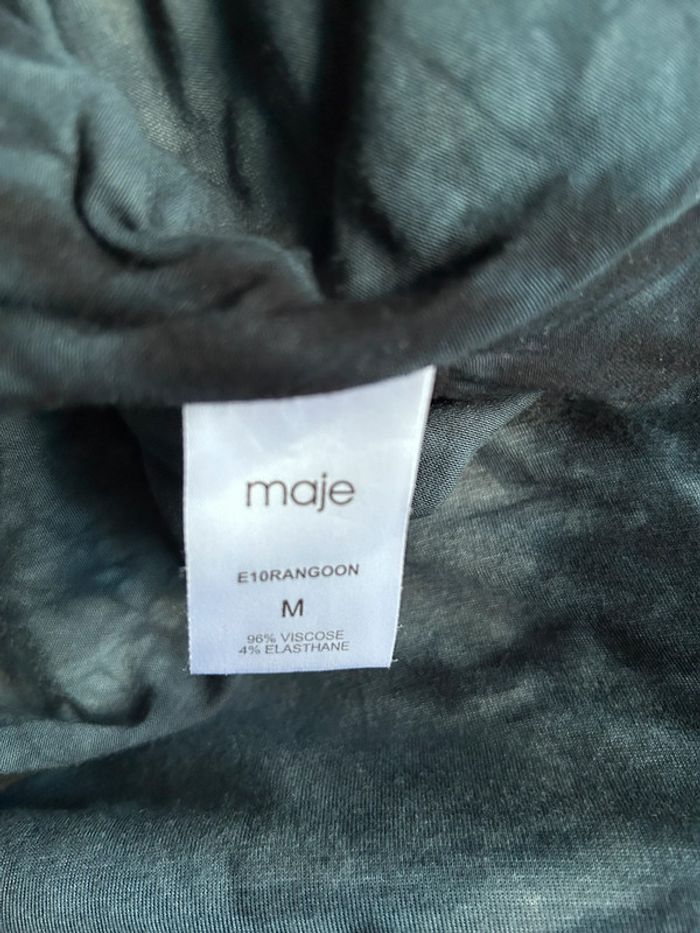 maje
E10RANGOON
M
96% VISCOSE
4% ELASTHANE